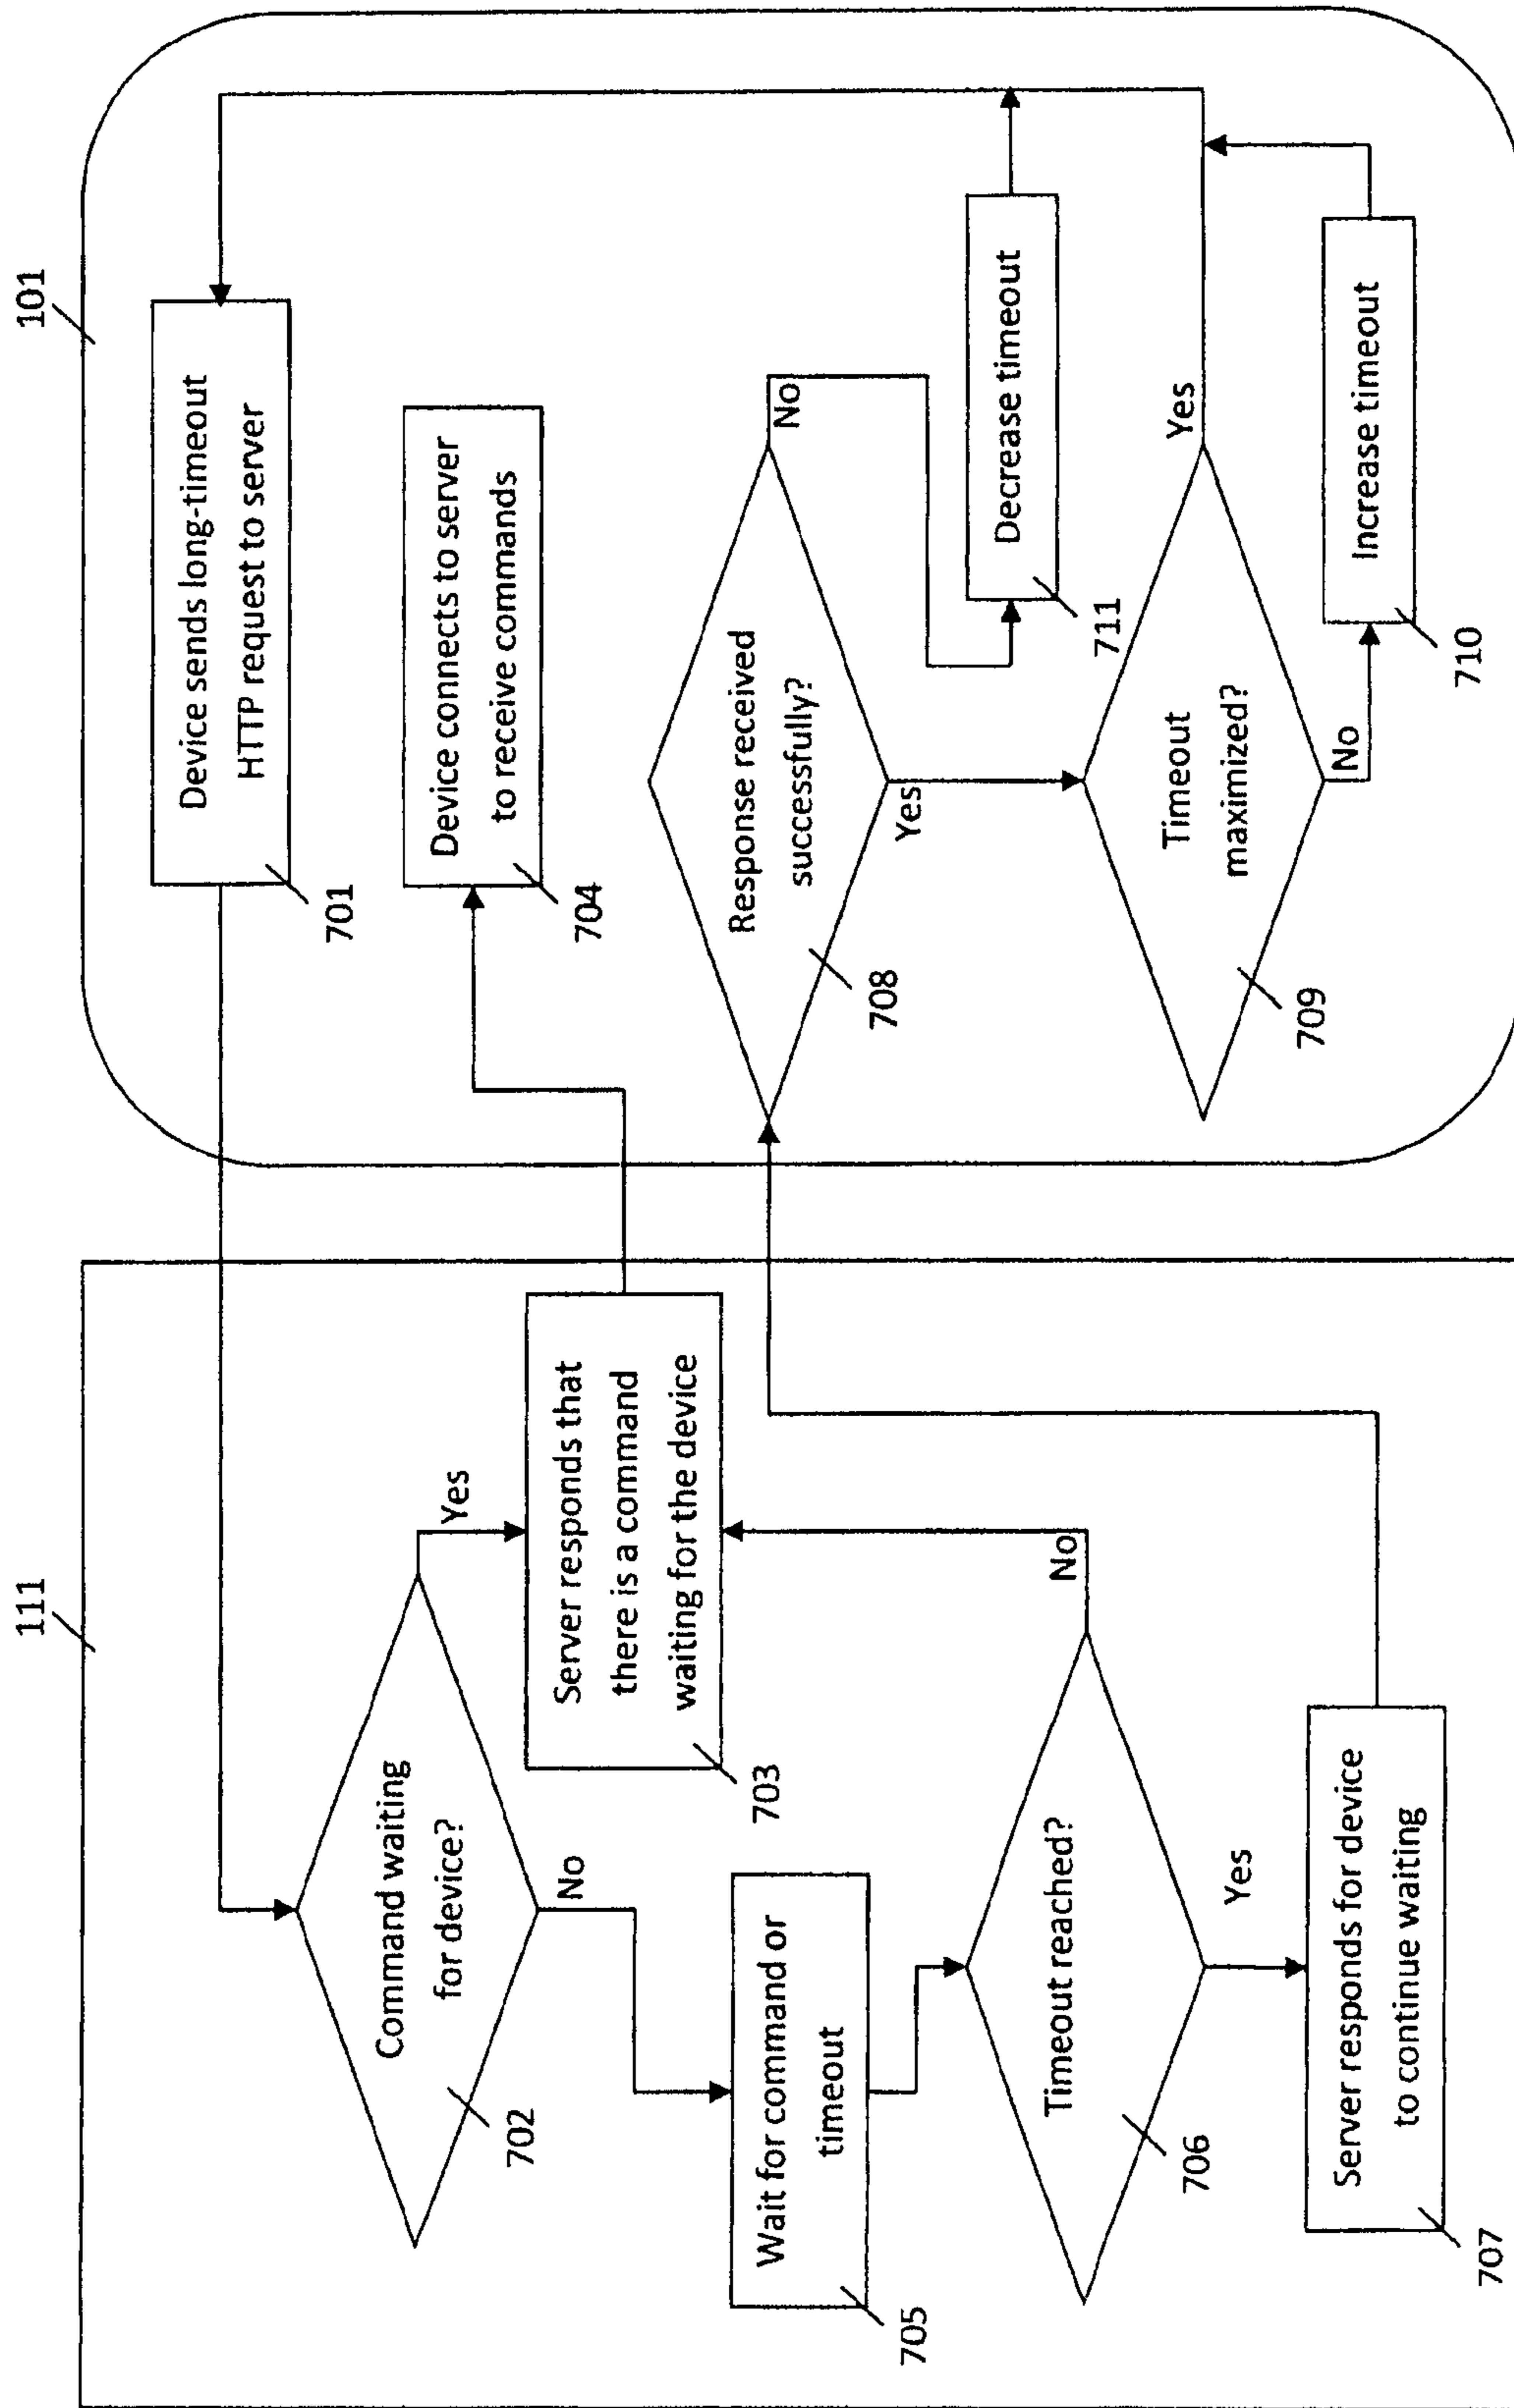 111
101
Device sends long-timeout
HTTP request to server
701
Command waiting
for device?
702
Yes
No
Server responds that
there is a command
waiting for the device
703
Device connects to server
to receive commands
704
Wait for command or
timeout
705
Timeout reached?
706
No
Yes
Server responds for device
to continue waiting
707
Response received
successfully?
708
No
Yes
Decrease timeout
711
Timeout
maximized?
709
Yes
No
Increase timeout
710